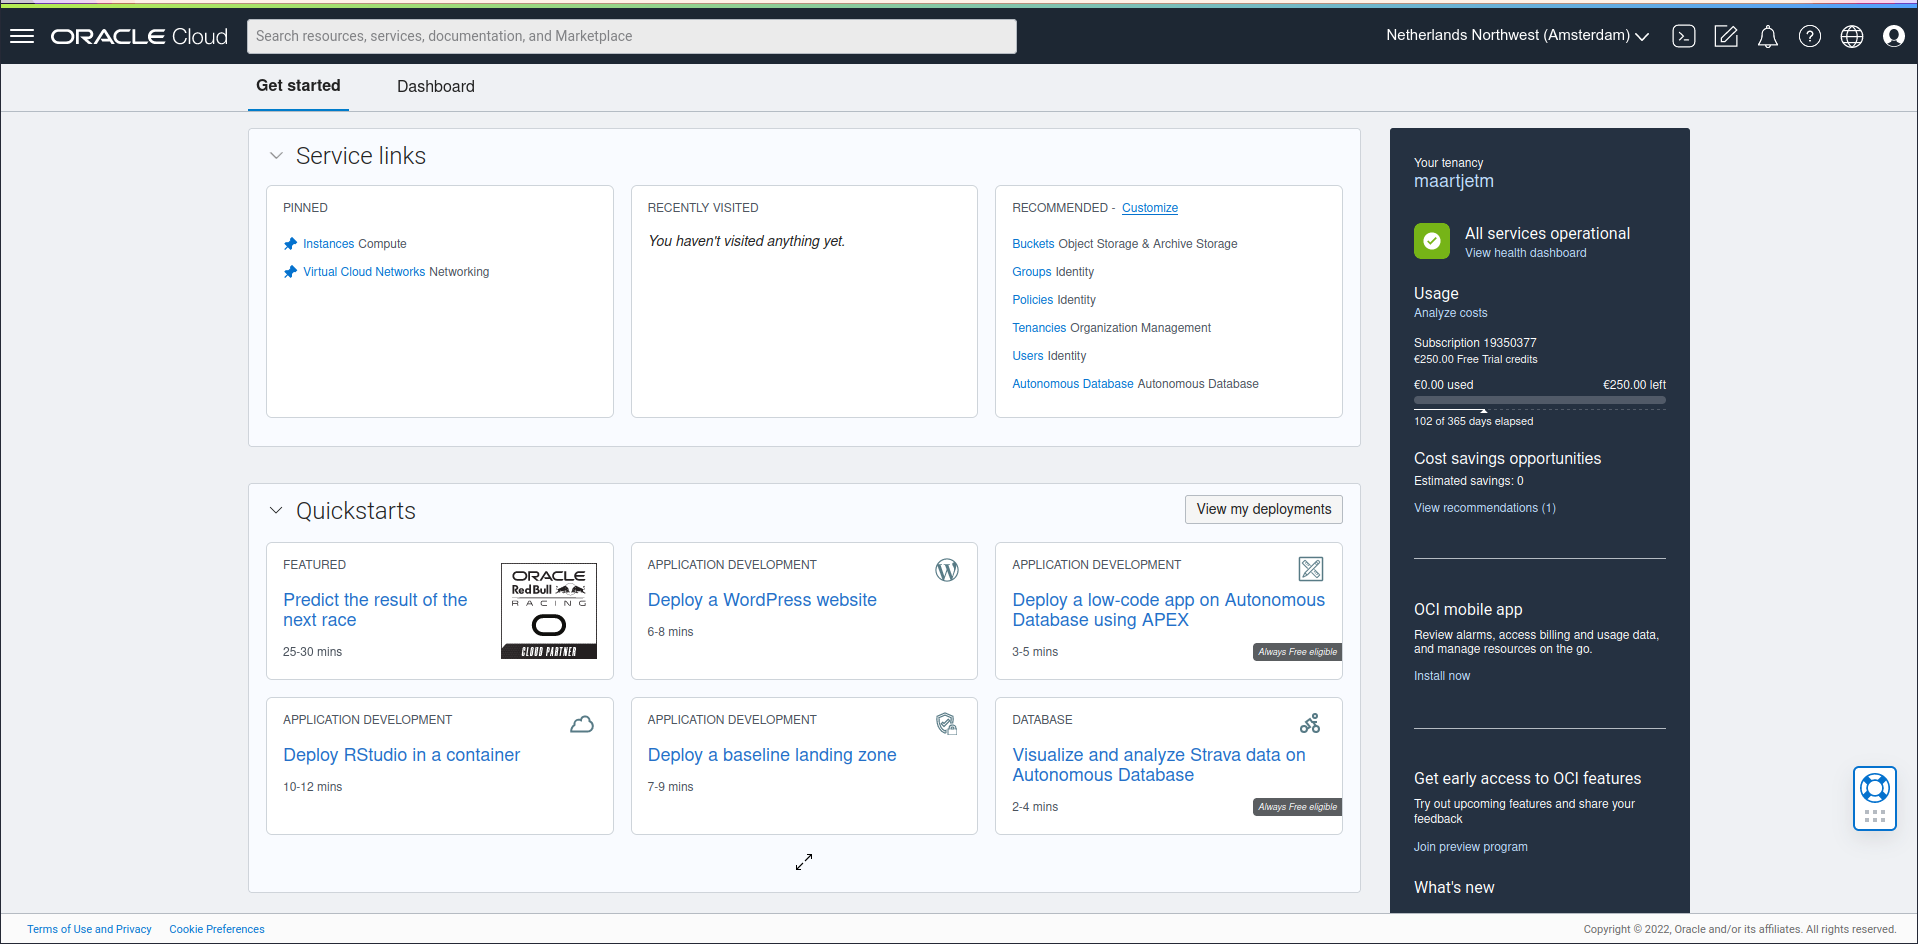 ORACLE Cloud
Search resources, services, documentation, and Marketplace
Netherlands Northwest (Amsterdam)
Get started
Dashboard
Service links
PINNED
Instances Compute
Virtual Cloud Networks Networking
RECENTLY VISITED
You haven't visited anything yet.
RECOMMENDED - Customize
Buckets Object Storage & Archive Storage
Groups Identity
Policies Identity
Tenancies Organization Management
Users Identity
Autonomous Database Autonomous Database
Quickstarts
View my deployments
FEATURED
Predict the result of the
next race
25-30 mins
ORACLE
Red Bull
RACING
CLOUD PARTNER
APPLICATION DEVELOPMENT
Deploy a WordPress website
6-8 mins
APPLICATION DEVELOPMENT
Deploy a low-code app on Autonomous
Database using APEX
3-5 mins
Always Free eligible
APPLICATION DEVELOPMENT
Deploy RStudio in a container
10-12 mins
APPLICATION DEVELOPMENT
Deploy a baseline landing zone
7-9 mins
DATABASE
Visualize and analyze Strava data on
Autonomous Database
2-4 mins
Always Free eligible
Your tenancy
maartjetm
All services operational
View health dashboard
Usage
Analyze costs
Subscription 19350377
€250.00 Free Trial credits
€0.00 used
€250.00 left
102 of 365 days elapsed
Cost savings opportunities
Estimated savings: 0
View recommendations (1)
OCI mobile app
Review alarms, access billing and usage data,
and manage resources on the go.
Install now
Get early access to OCI features
Try out upcoming features and share your
feedback
Join preview program
What's new
Terms of Use and Privacy
Cookie Preferences
Copyright © 2022, Oracle and/or its affiliates. All rights reserved.